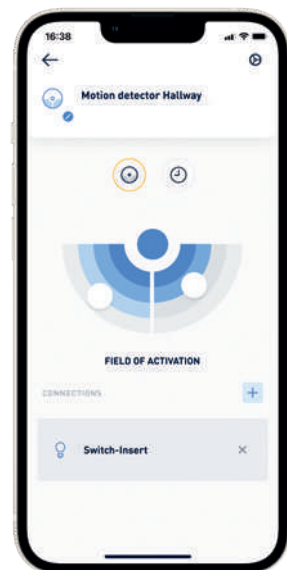 16:38
Motion detector Hallway
FIELD OF ACTIVATION
CONNECTIONS
Switch-Insert